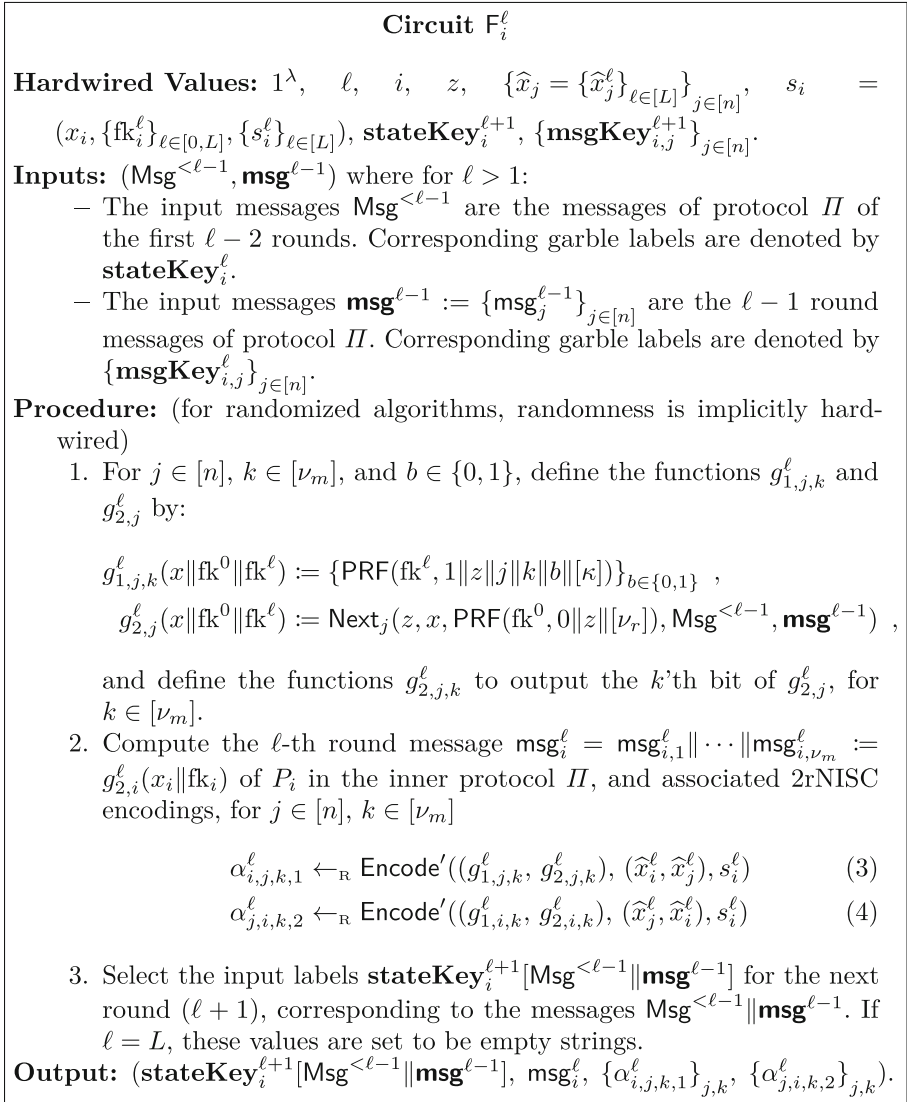 Circuit F_i^ℓ
Hardwired Values: 1^λ, ℓ, i, z, {x̂_j = {x̂_j^ℓ}_{ℓ∈[L]}}_{j∈[n]}, s_i =
(x_i, {fk_i^ℓ}_{ℓ∈[0,L]}, {s_i^ℓ}_{ℓ∈[L]}), stateKey_i^{ℓ+1}, {msgKey_{i,j}^{ℓ+1}}_{j∈[n]}.
Inputs: (Msg^{<ℓ−1}, msg^{ℓ−1}) where for ℓ > 1:
– The input messages Msg^{<ℓ−1} are the messages of protocol Π of
the first ℓ − 2 rounds. Corresponding garble labels are denoted by
stateKey_i^ℓ.
– The input messages msg^{ℓ−1} := {msg_j^{ℓ−1}}_{j∈[n]} are the ℓ − 1 round
messages of protocol Π. Corresponding garble labels are denoted by
{msgKey_{i,j}^ℓ}_{j∈[n]}.
Procedure: (for randomized algorithms, randomness is implicitly hard-
wired)
1. For j ∈ [n], k ∈ [ν_m], and b ∈ {0, 1}, define the functions g_{1,j,k}^ℓ and
g_{2,j}^ℓ by:
g_{1,j,k}^ℓ(x‖fk^0‖fk^ℓ) := {PRF(fk^ℓ, 1‖z‖j‖k‖b‖[κ])}_{b∈{0,1}} ,
g_{2,j}^ℓ(x‖fk^0‖fk^ℓ) := Next_j(z, x, PRF(fk^0, 0‖z‖[ν_r]), Msg^{<ℓ−1}, msg^{ℓ−1}) ,
and define the functions g_{2,j,k}^ℓ to output the k'th bit of g_{2,j}^ℓ, for
k ∈ [ν_m].
2. Compute the ℓ-th round message msg_i^ℓ = msg_{i,1}^ℓ‖ · · · ‖msg_{i,ν_m}^ℓ :=
g_{2,i}^ℓ(x_i‖fk_i) of P_i in the inner protocol Π, and associated 2rNISC
encodings, for j ∈ [n], k ∈ [ν_m]
α_{i,j,k,1}^ℓ ←_R Encode′((g_{1,j,k}^ℓ, g_{2,j,k}^ℓ), (x̂_i^ℓ, x̂_j^ℓ), s_i^ℓ) (3)
α_{j,i,k,2}^ℓ ←_R Encode′((g_{1,i,k}^ℓ, g_{2,i,k}^ℓ), (x̂_j^ℓ, x̂_i^ℓ), s_i^ℓ) (4)
3. Select the input labels stateKey_i^{ℓ+1}[Msg^{<ℓ−1}‖msg^{ℓ−1}] for the next
round (ℓ + 1), corresponding to the messages Msg^{<ℓ−1}‖msg^{ℓ−1}. If
ℓ = L, these values are set to be empty strings.
Output: (stateKey_i^{ℓ+1}[Msg^{<ℓ−1}‖msg^{ℓ−1}], msg_i^ℓ, {α_{i,j,k,1}^ℓ}_{j,k}, {α_{j,i,k,2}^ℓ}_{j,k}).